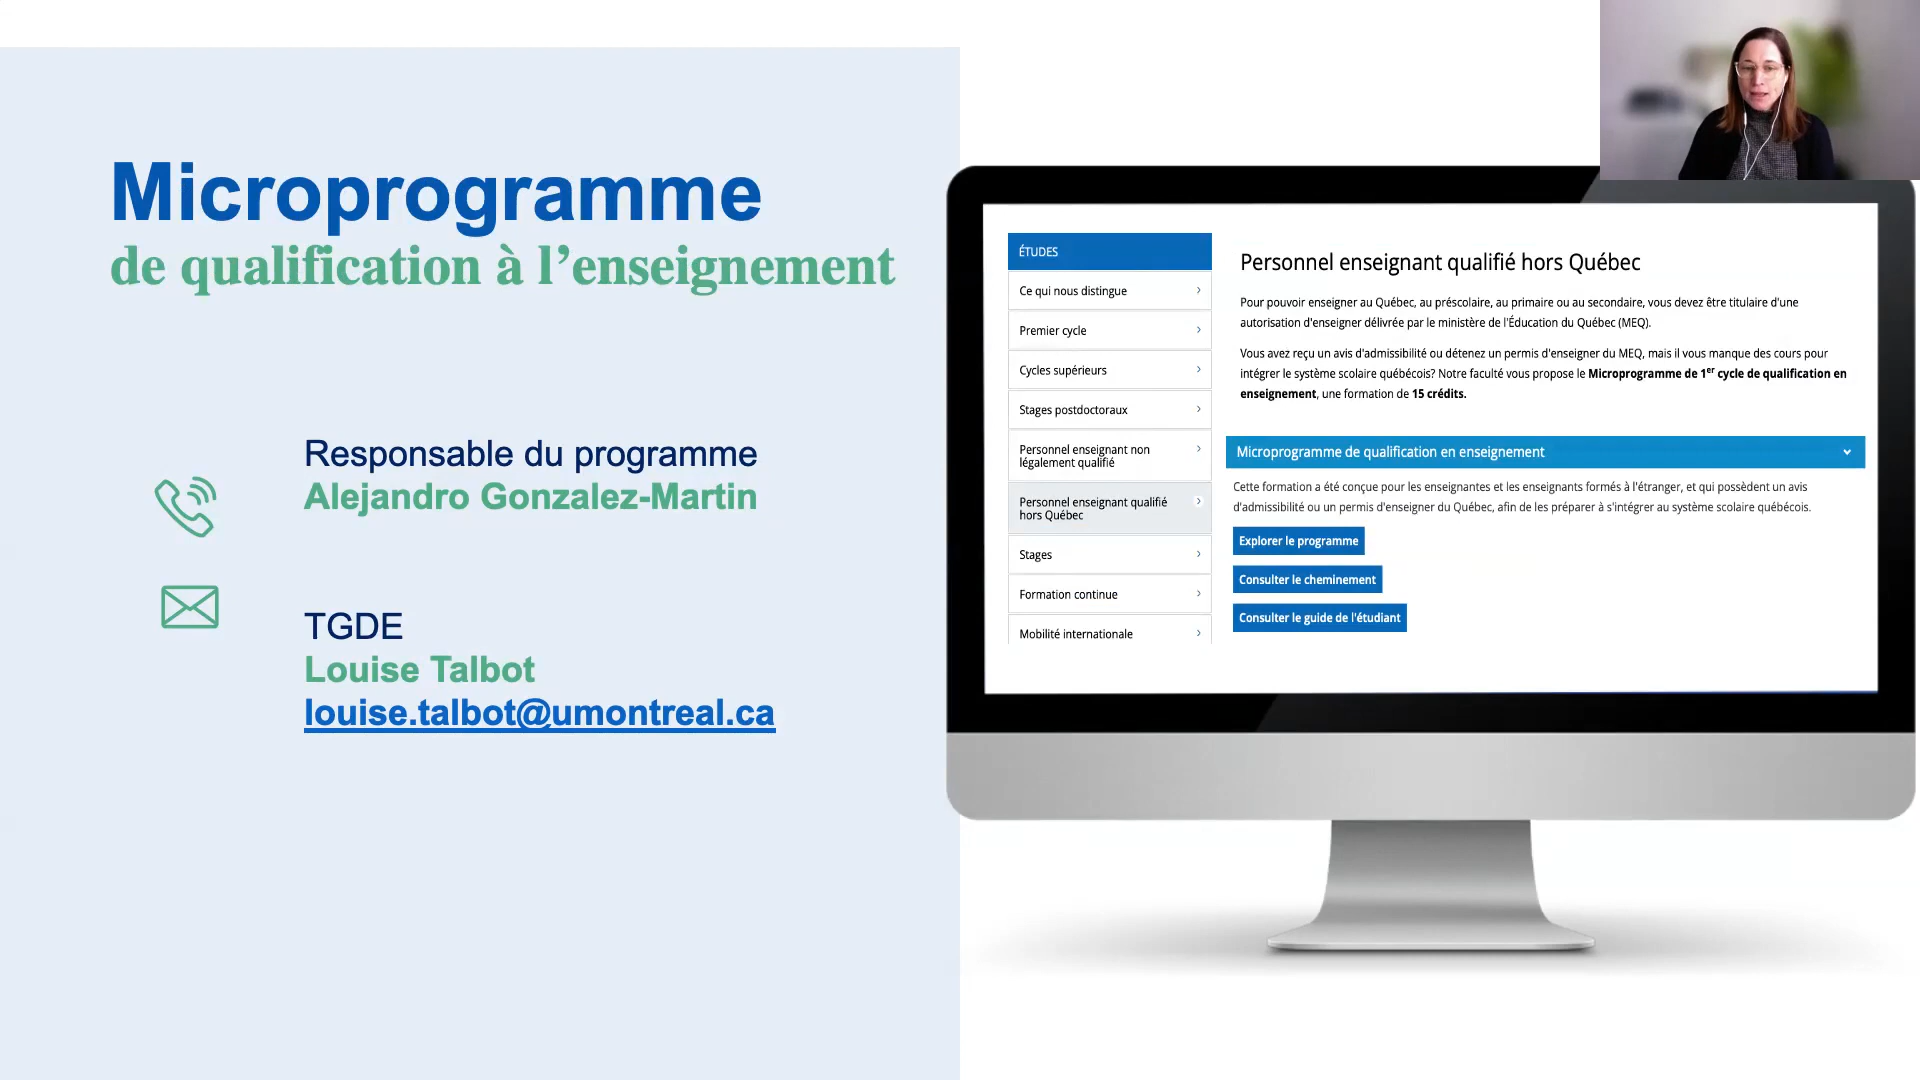 Microprogramme
de qualification à l’enseignement
Responsable du programme
Alejandro Gonzalez-Martin
TGDE
Louise Talbot
louise.talbot@umontreal.ca
ÉTUDES
Ce qui nous distingue
Premier cycle
Cycles supérieurs
Stages postdoctoraux
Personnel enseignant non
légalement qualifié
Personnel enseignant qualifié
hors Québec
Stages
Formation continue
Mobilité internationale
Personnel enseignant qualifié hors Québec
Pour pouvoir enseigner au Québec, au préscolaire, au primaire ou au secondaire, vous devez être titulaire d'une
autorisation d'enseigner délivrée par le ministère de l'Éducation du Québec (MEQ).
Vous avez reçu un avis d'admissibilité ou détenez un permis d'enseigner du MEQ, mais il vous manque des cours pour
intégrer le système scolaire québécois? Notre faculté vous propose le Microprogramme de 1er cycle de qualification en
enseignement, une formation de 15 crédits.
Microprogramme de qualification en enseignement
Cette formation a été conçue pour les enseignantes et les enseignants formés à l'étranger, et qui possèdent un avis
d'admissibilité ou un permis d'enseigner du Québec, afin de les préparer à s'intégrer au système scolaire québécois.
Explorer le programme
Consulter le cheminement
Consulter le guide de l'étudiant